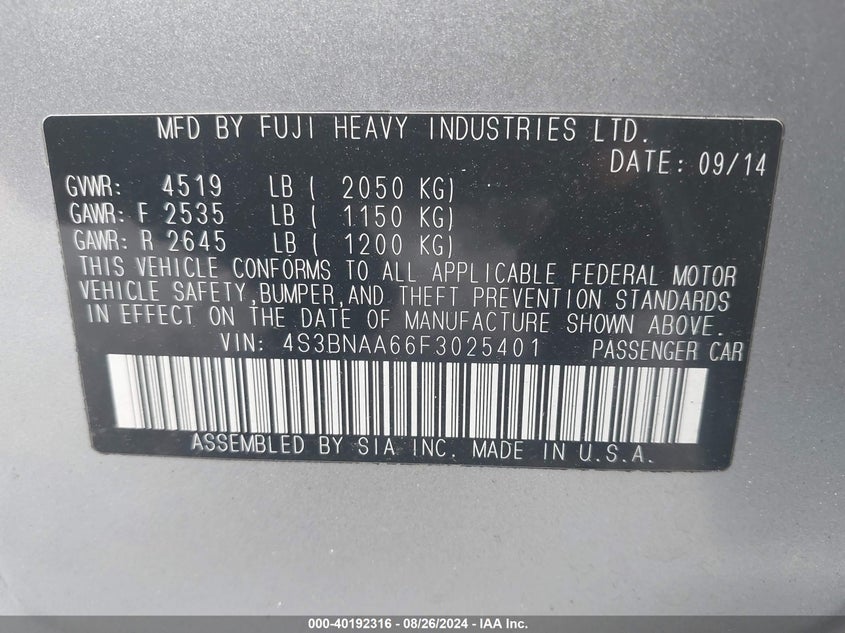 MFD BY FUJI HEAVY INDUSTRIES LTD.
DATE: 09/14
GVWR: 4519 LB ( 2050 KG)
GAWR: F 2535 LB ( 1150 KG)
GAWR: R 2645 LB ( 1200 KG)
THIS VEHICLE CONFORMS TO ALL APPLICABLE FEDERAL MOTOR
VEHICLE SAFETY, BUMPER, AND THEFT PREVENTION STANDARDS
IN EFFECT ON THE DATE OF MANUFACTURE SHOWN ABOVE.
VIN: 4S3BNAA66F3025401 PASSENGER CAR
ASSEMBLED BY SIA INC. MADE IN U.S.A.
000-40192316 / 08/26/2024 - IAA Inc.